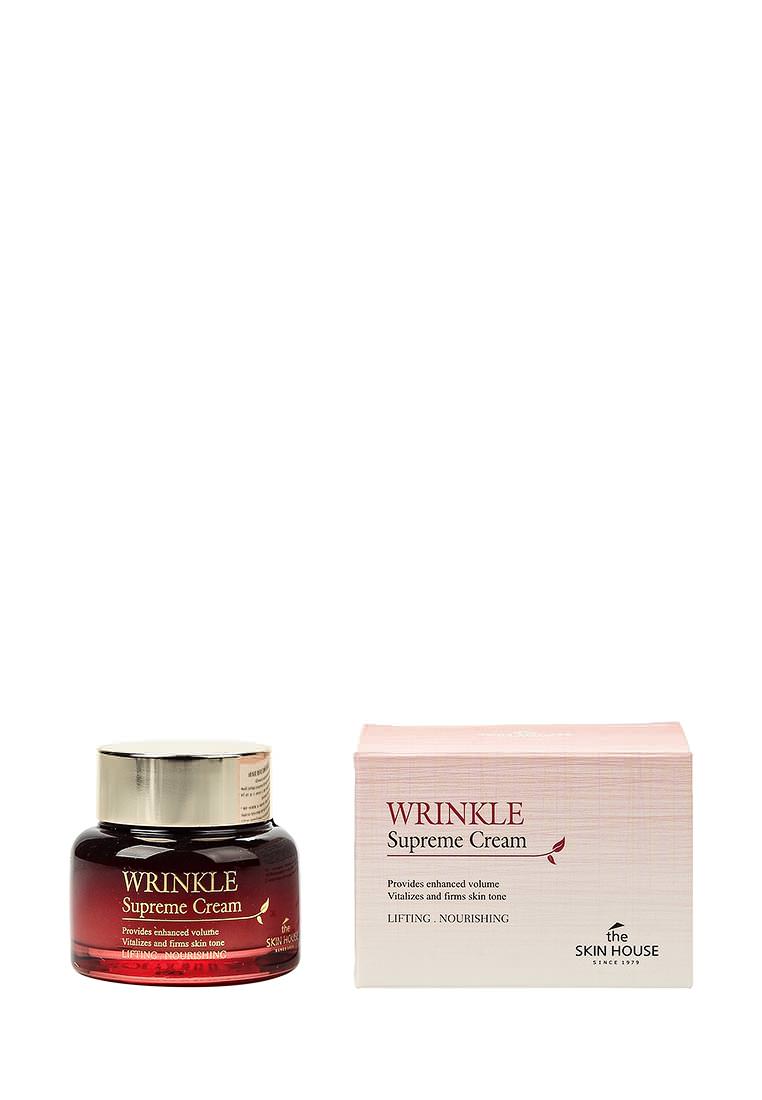 WRINKLE
Supreme Cream
Provides enhanced volume
Vitalizes and firms skin tone
LIFTING . NOURISHING
the
SKIN HOUSE
WRINKLE
Supreme Cream
Provides enhanced volume
Vitalizes and firms skin tone
LIFTING . NOURISHING
the
SKIN HOUSE
SINCE 1979